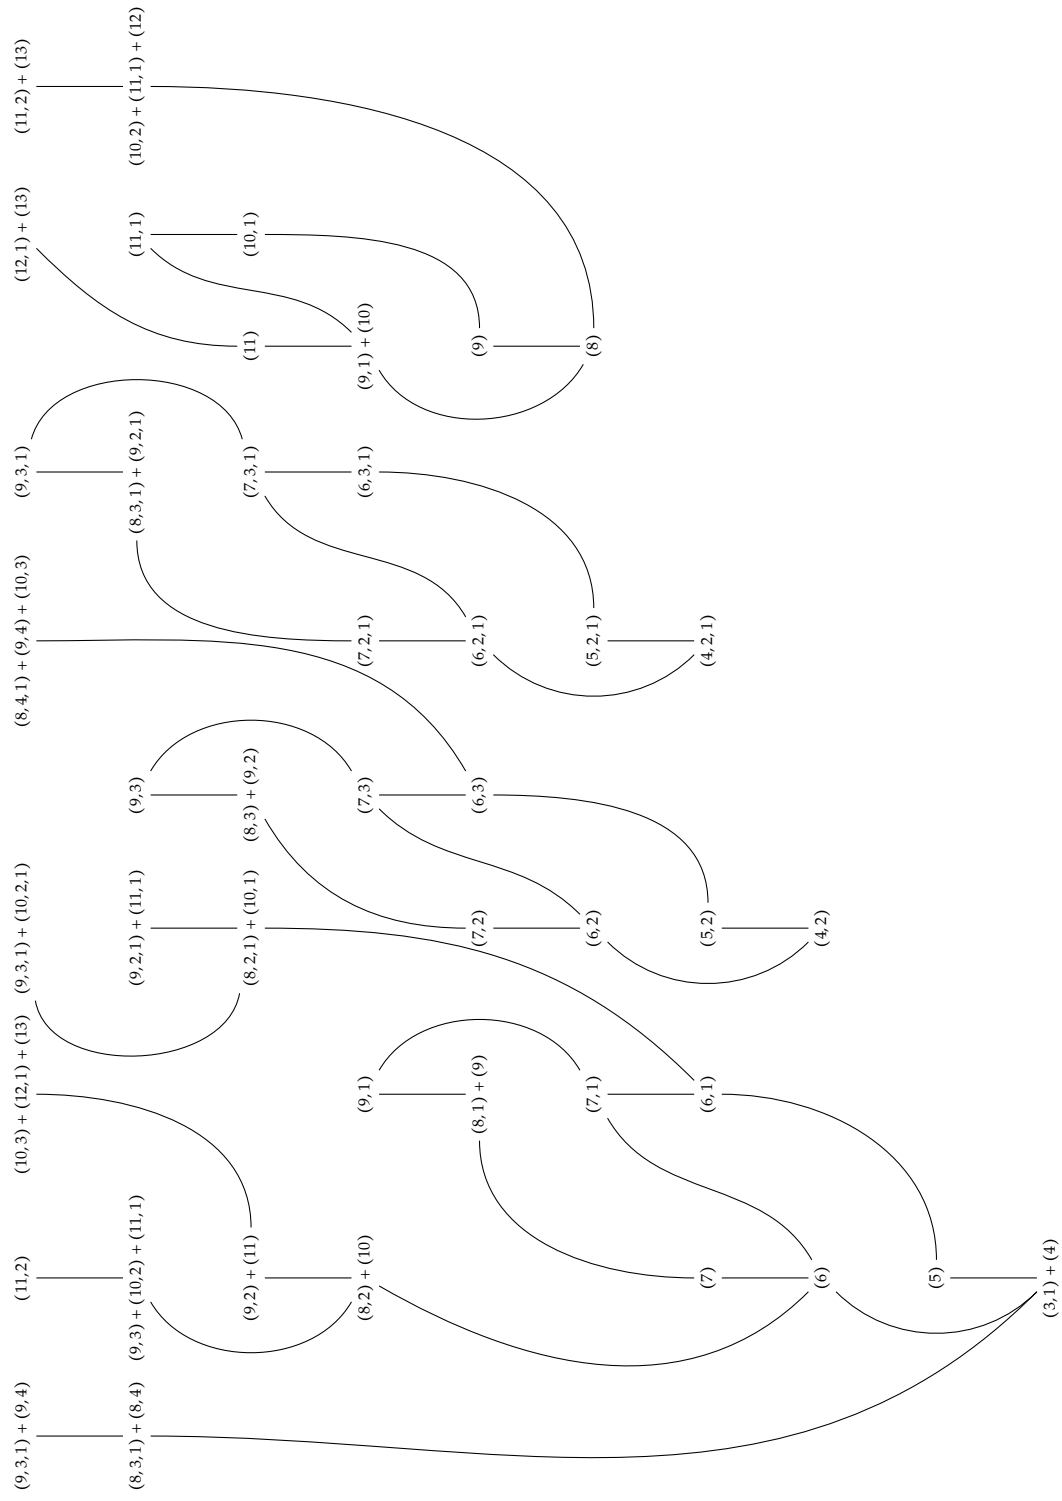 (9,3,1) + (9,4) (11,2) (10,3) + (12,1) + (13) (9,3,1) + (10,2,1) (8,4,1) + (9,4) + (10,3) (9,3,1) (12,1) + (13) (11,2) + (13)
(8,3,1) + (8,4) (9,3) + (10,2) + (11,1) (9,2,1) + (11,1) (9,3) (8,3,1) + (9,2,1) (11,1) (10,2) + (11,1) + (12)
(9,2) + (11) (8,2,1) + (10,1) (8,3) + (9,2) (7,3,1) (11) (10,1)
(8,2) + (10) (9,1) (7,3) (7,2,1) (6,3,1) (9,1) + (10)
(8,1) + (9) (7,2) (6,3) (6,2,1) (9)
(7,1) (6,2) (5,2,1) (8)
(7) (6,1) (5,2) (4,2,1)
(6) (4,2)
(5)
(3,1) + (4)